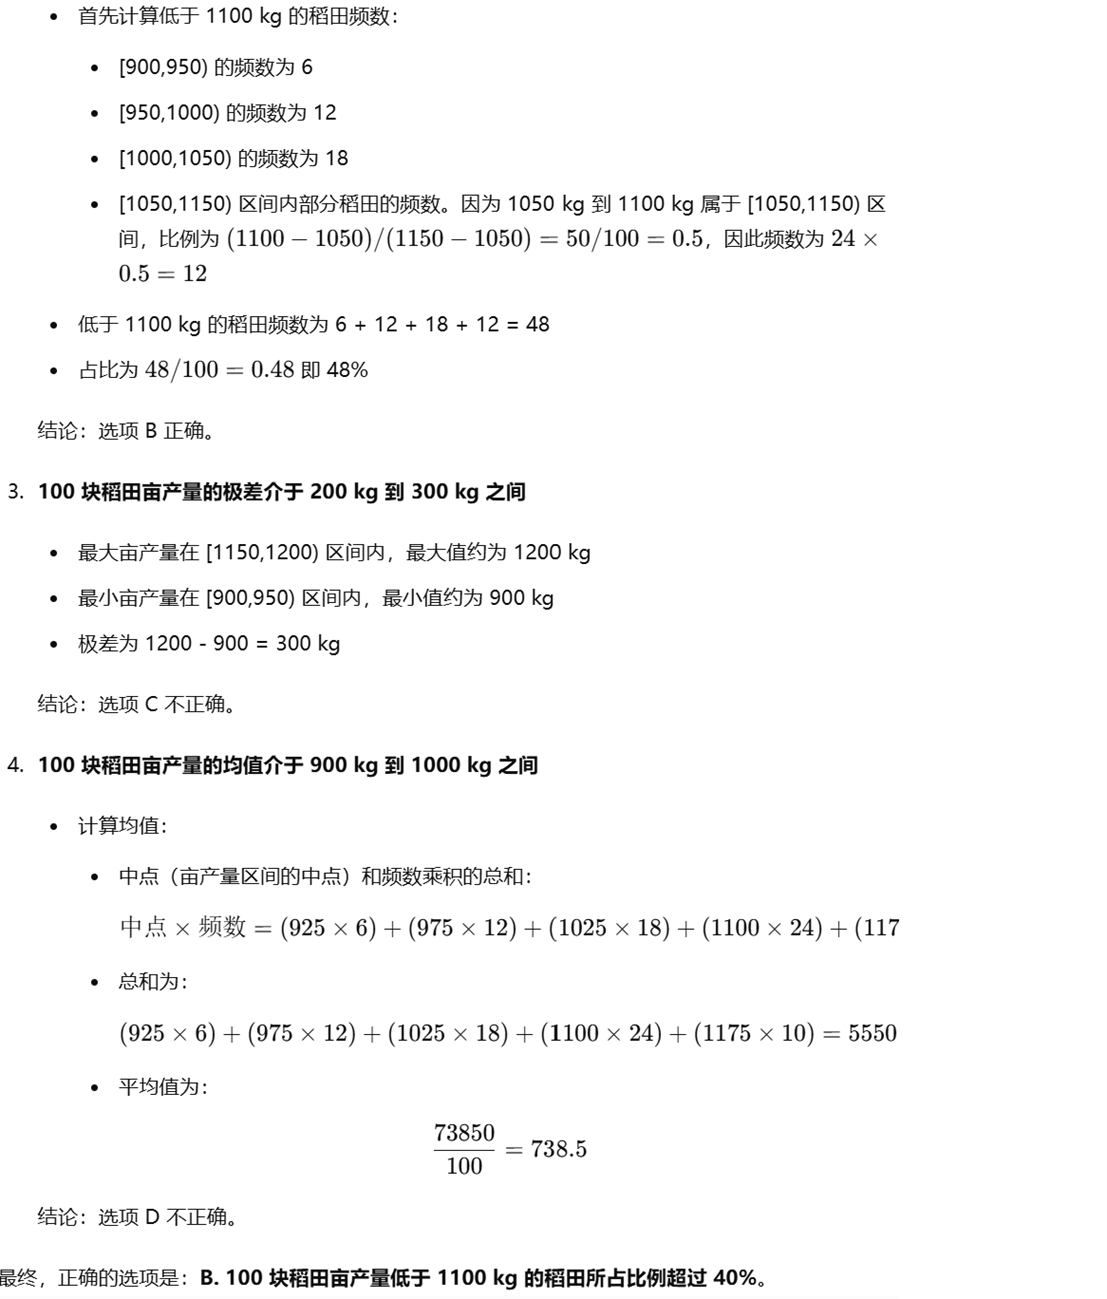 • 首先计算低于 1100 kg 的稻田频数：
• [900,950) 的频数为 6
• [950,1000) 的频数为 12
• [1000,1050) 的频数为 18
• [1050,1150) 区间内部分稻田的频数。因为 1050 kg 到 1100 kg 属于 [1050,1150) 区
间，比例为 (1100 − 1050)/(1150 − 1050) = 50/100 = 0.5，因此频数为 24 ×
0.5 = 12
• 低于 1100 kg 的稻田频数为 6 + 12 + 18 + 12 = 48
• 占比为 48/100 = 0.48 即 48%
结论：选项 B 正确。
3. 100 块稻田亩产量的极差介于 200 kg 到 300 kg 之间
• 最大亩产量在 [1150,1200) 区间内，最大值约为 1200 kg
• 最小亩产量在 [900,950) 区间内，最小值约为 900 kg
• 极差为 1200 - 900 = 300 kg
结论：选项 C 不正确。
4. 100 块稻田亩产量的均值介于 900 kg 到 1000 kg 之间
• 计算均值：
• 中点（亩产量区间的中点）和频数乘积的总和：
中点 × 频数 = (925 × 6) + (975 × 12) + (1025 × 18) + (1100 × 24) + (117
• 总和为：
(925 × 6) + (975 × 12) + (1025 × 18) + (1100 × 24) + (1175 × 10) = 5550
• 平均值为：
73850
100
= 738.5
结论：选项 D 不正确。
最终，正确的选项是：B. 100 块稻田亩产量低于 1100 kg 的稻田所占比例超过 40%。